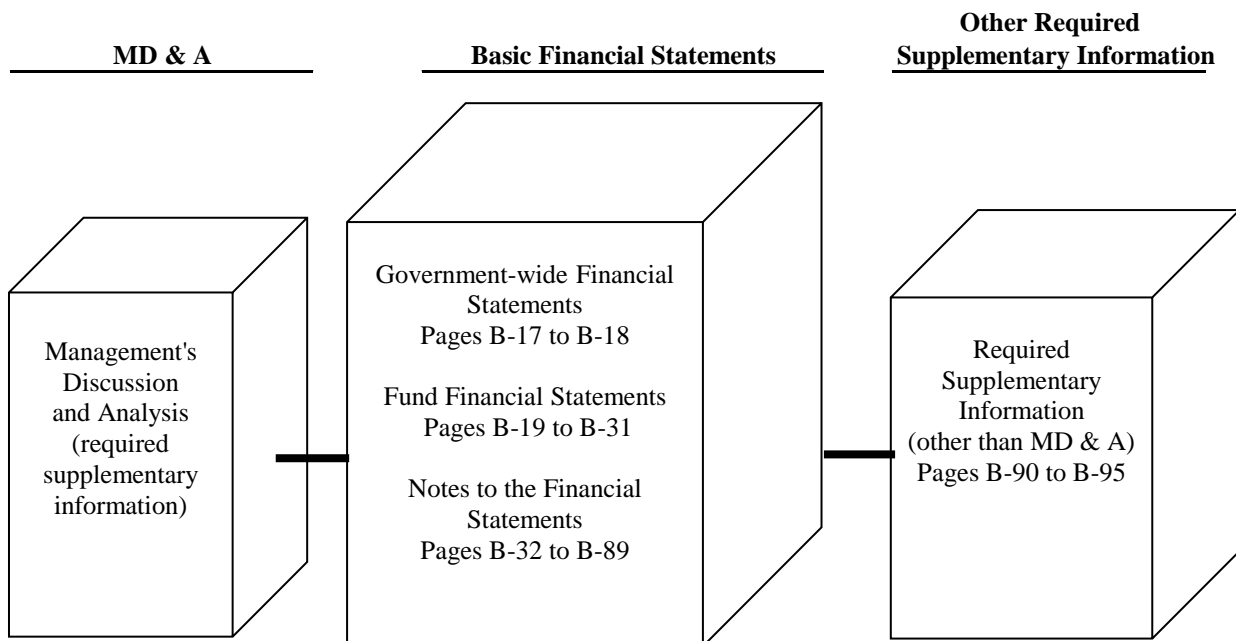 MD & A
Basic Financial Statements
Other Required
Supplementary Information
Management's
Discussion
and Analysis
(required
supplementary
information)
Government-wide Financial
Statements
Pages B-17 to B-18
Fund Financial Statements
Pages B-19 to B-31
Notes to the Financial
Statements
Pages B-32 to B-89
Required
Supplementary
Information
(other than MD & A)
Pages B-90 to B-95